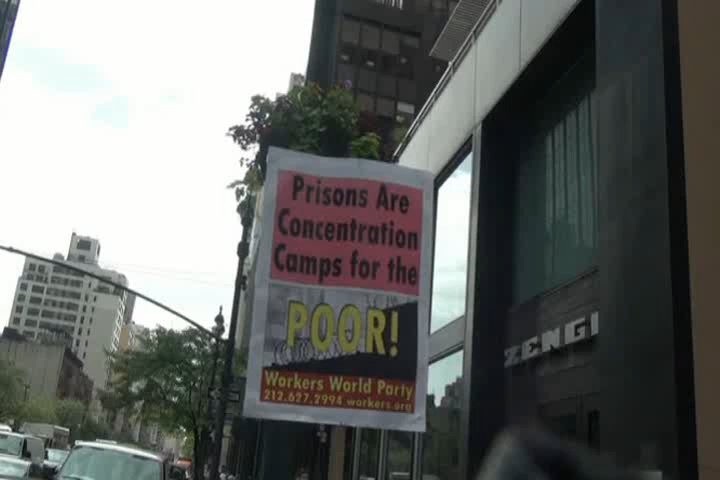 Prisons Are
Concentration
Camps for the
POOR!
Workers World Party
212.627.2994 workers.org
ZENGI